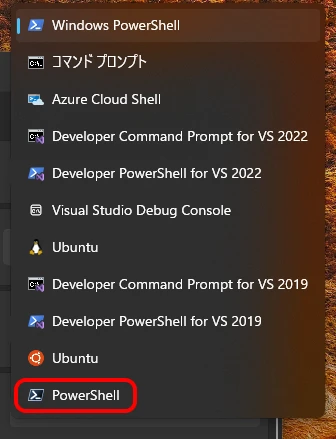 Windows PowerShell
コマンド プロンプト
Azure Cloud Shell
Developer Command Prompt for VS 2022
Developer PowerShell for VS 2022
Visual Studio Debug Console
Ubuntu
Developer Command Prompt for VS 2019
Developer PowerShell for VS 2019
Ubuntu
PowerShell